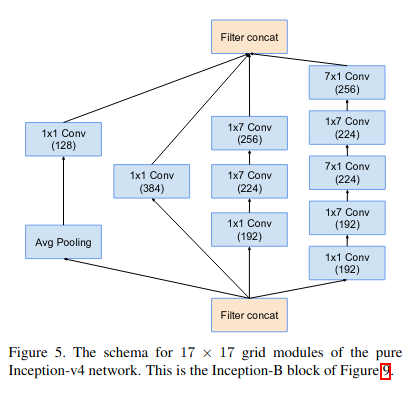 Filter concat
7x1 Conv
(256)
1x1 Conv
(128)
1x7 Conv
(256)
1x7 Conv
(224)
1x1 Conv
(384)
1x7 Conv
(224)
7x1 Conv
(224)
1x1 Conv
(192)
1x7 Conv
(192)
Avg Pooling
1x1 Conv
(192)
Filter concat
Figure 5. The schema for 17 × 17 grid modules of the pure
Inception-v4 network. This is the Inception-B block of Figure 9.